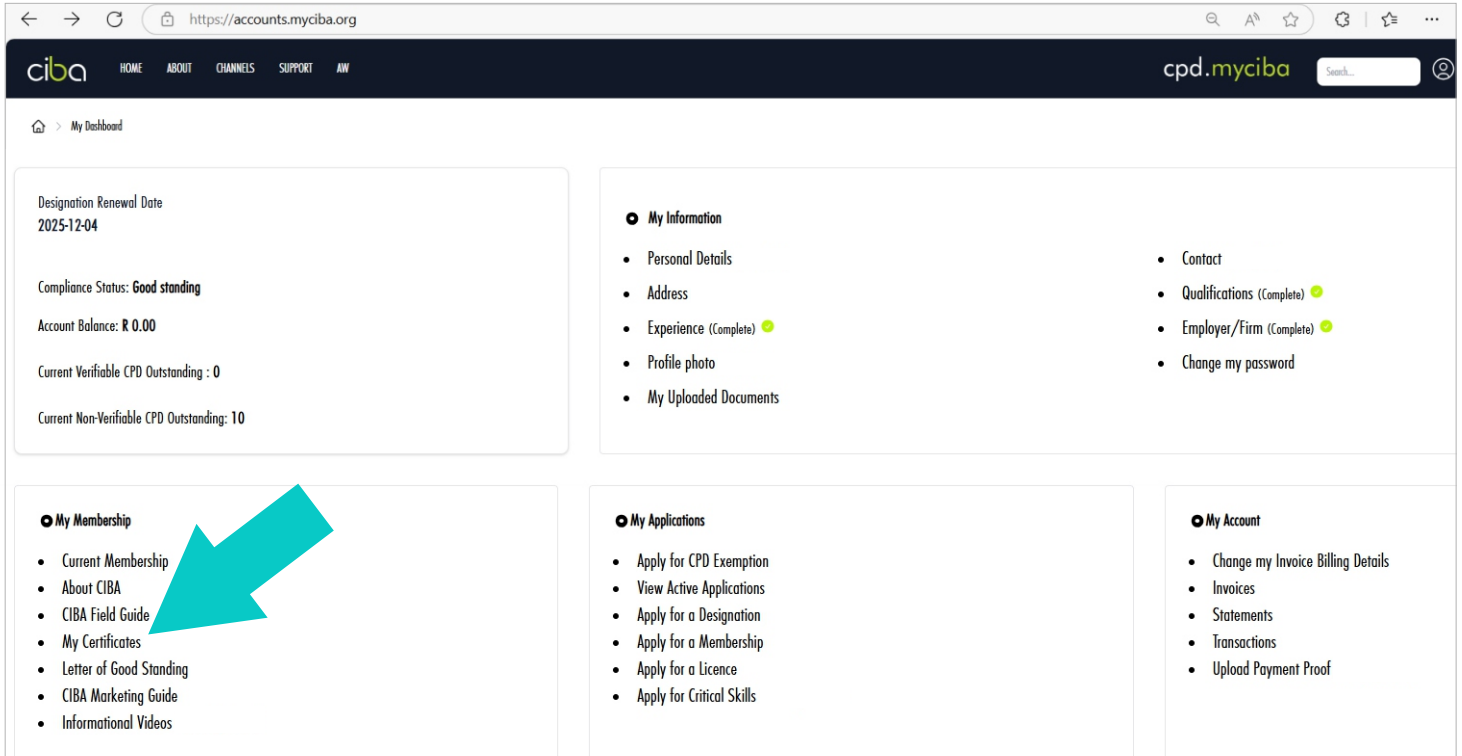 https://accounts.myciba.org
ciba HOME ABOUT CHANNELS SUPPORT AW cpd.myciba Search...
> My Dashboard
Designation Renewal Date
2025-12-04
Compliance Status: Good standing
Account Balance: R 0.00
Current Verifiable CPD Outstanding : 0
Current Non-Verifiable CPD Outstanding: 10
My Information
• Personal Details
• Address
• Experience (Complete)
• Profile photo
• My Uploaded Documents
• Contact
• Qualifications (Complete)
• Employer/Firm (Complete)
• Change my password
My Membership
• Current Membership
• About CIBA
• CIBA Field Guide
• My Certificates
• Letter of Good Standing
• CIBA Marketing Guide
• Informational Videos
My Applications
• Apply for CPD Exemption
• View Active Applications
• Apply for a Designation
• Apply for a Membership
• Apply for a Licence
• Apply for Critical Skills
My Account
• Change my Invoice Billing Details
• Invoices
• Statements
• Transactions
• Upload Payment Proof